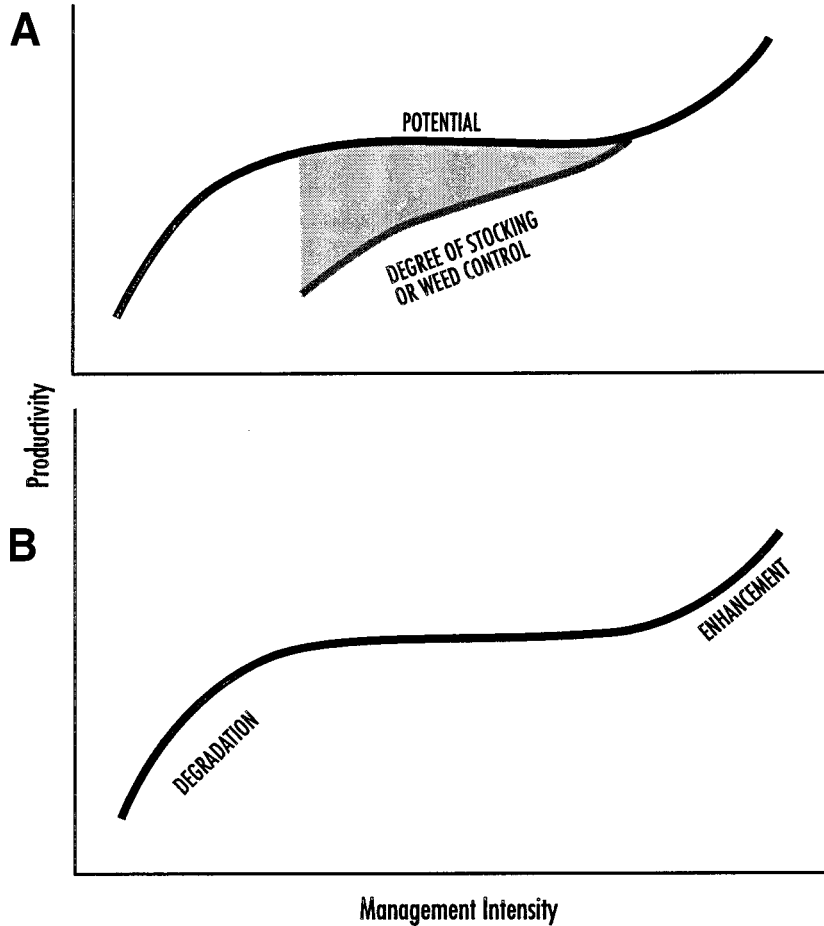 A
POTENTIAL
DEGREE OF STOCKING
OR WEED CONTROL
Productivity
B
ENHANCEMENT
DEGRADATION
Management Intensity